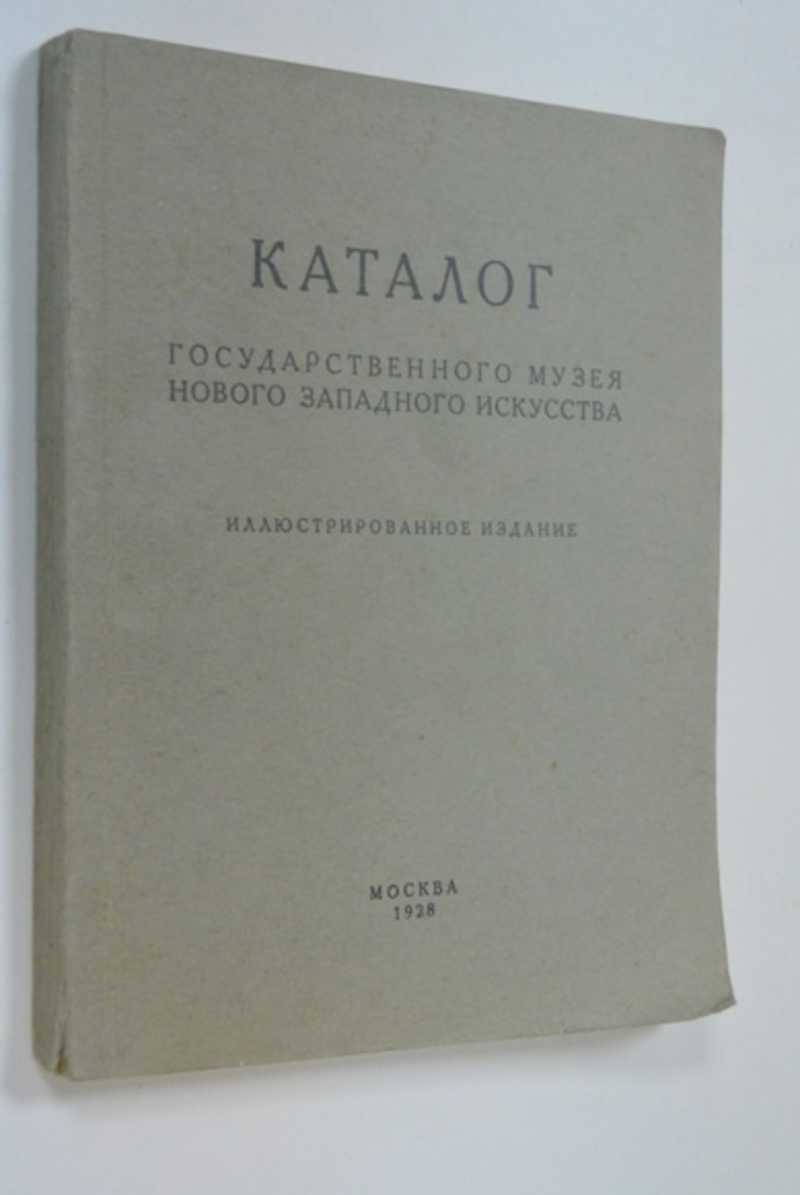 КАТАЛОГ
ГОСУДАРСТВЕННОГО МУЗЕЯ
НОВОГО ЗАПАДНОГО ИСКУССТВА
ИЛЛЮСТРИРОВАННОЕ ИЗДАНИЕ
МОСКВА
1928